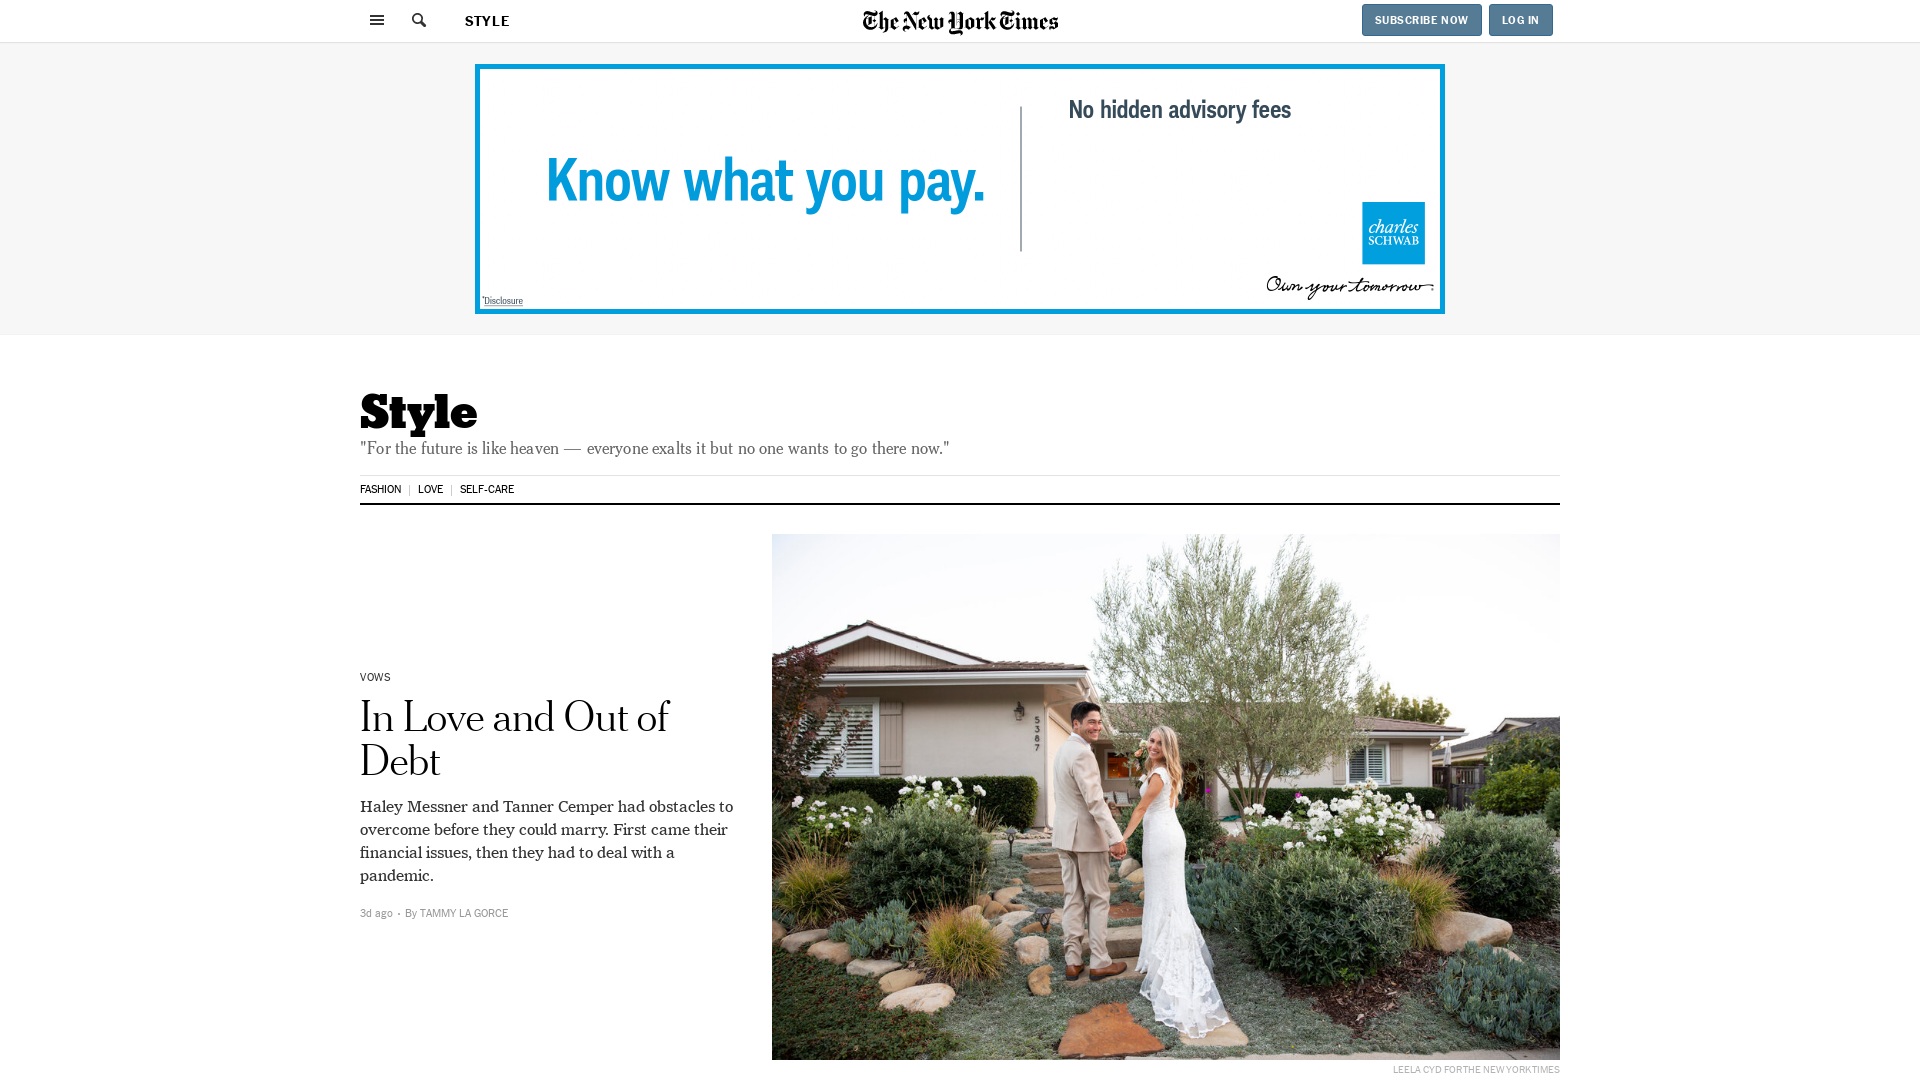 STYLE
The New York Times
SUBSCRIBE NOW
LOG IN
Know what you pay.
No hidden advisory fees
charles
SCHWAB
Own your tomorrow
*Disclosure
Style
"For the future is like heaven — everyone exalts it but no one wants to go there now."
FASHION | LOVE | SELF-CARE
VOWS
In Love and Out of
Debt
Haley Messner and Tanner Cemper had obstacles to
overcome before they could marry. First came their
financial issues, then they had to deal with a
pandemic.
3d ago • By TAMMY LA GORCE
5
3
8
7
LEELA CYD FOR THE NEW YORK TIMES